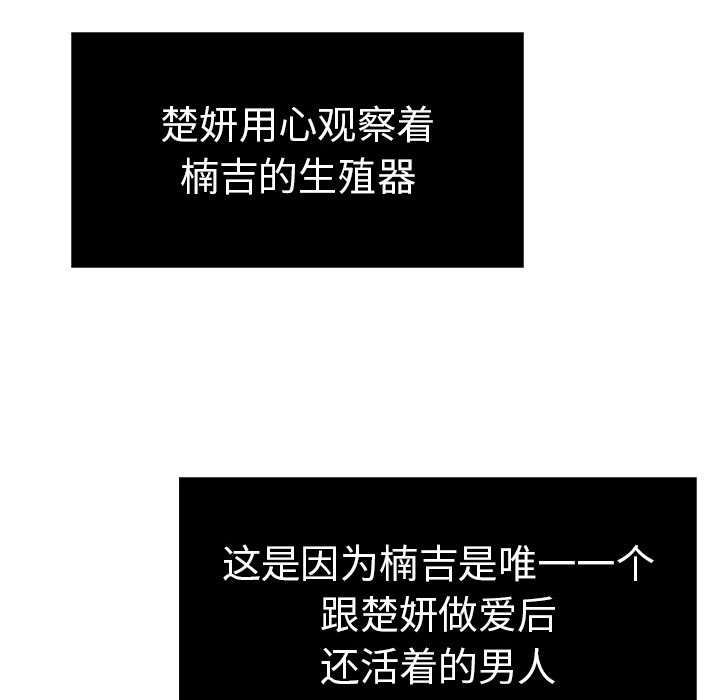 楚妍用心观察着
楠吉的生殖器
这是因为楠吉是唯一一个
跟楚妍做爱后
还活着的男人